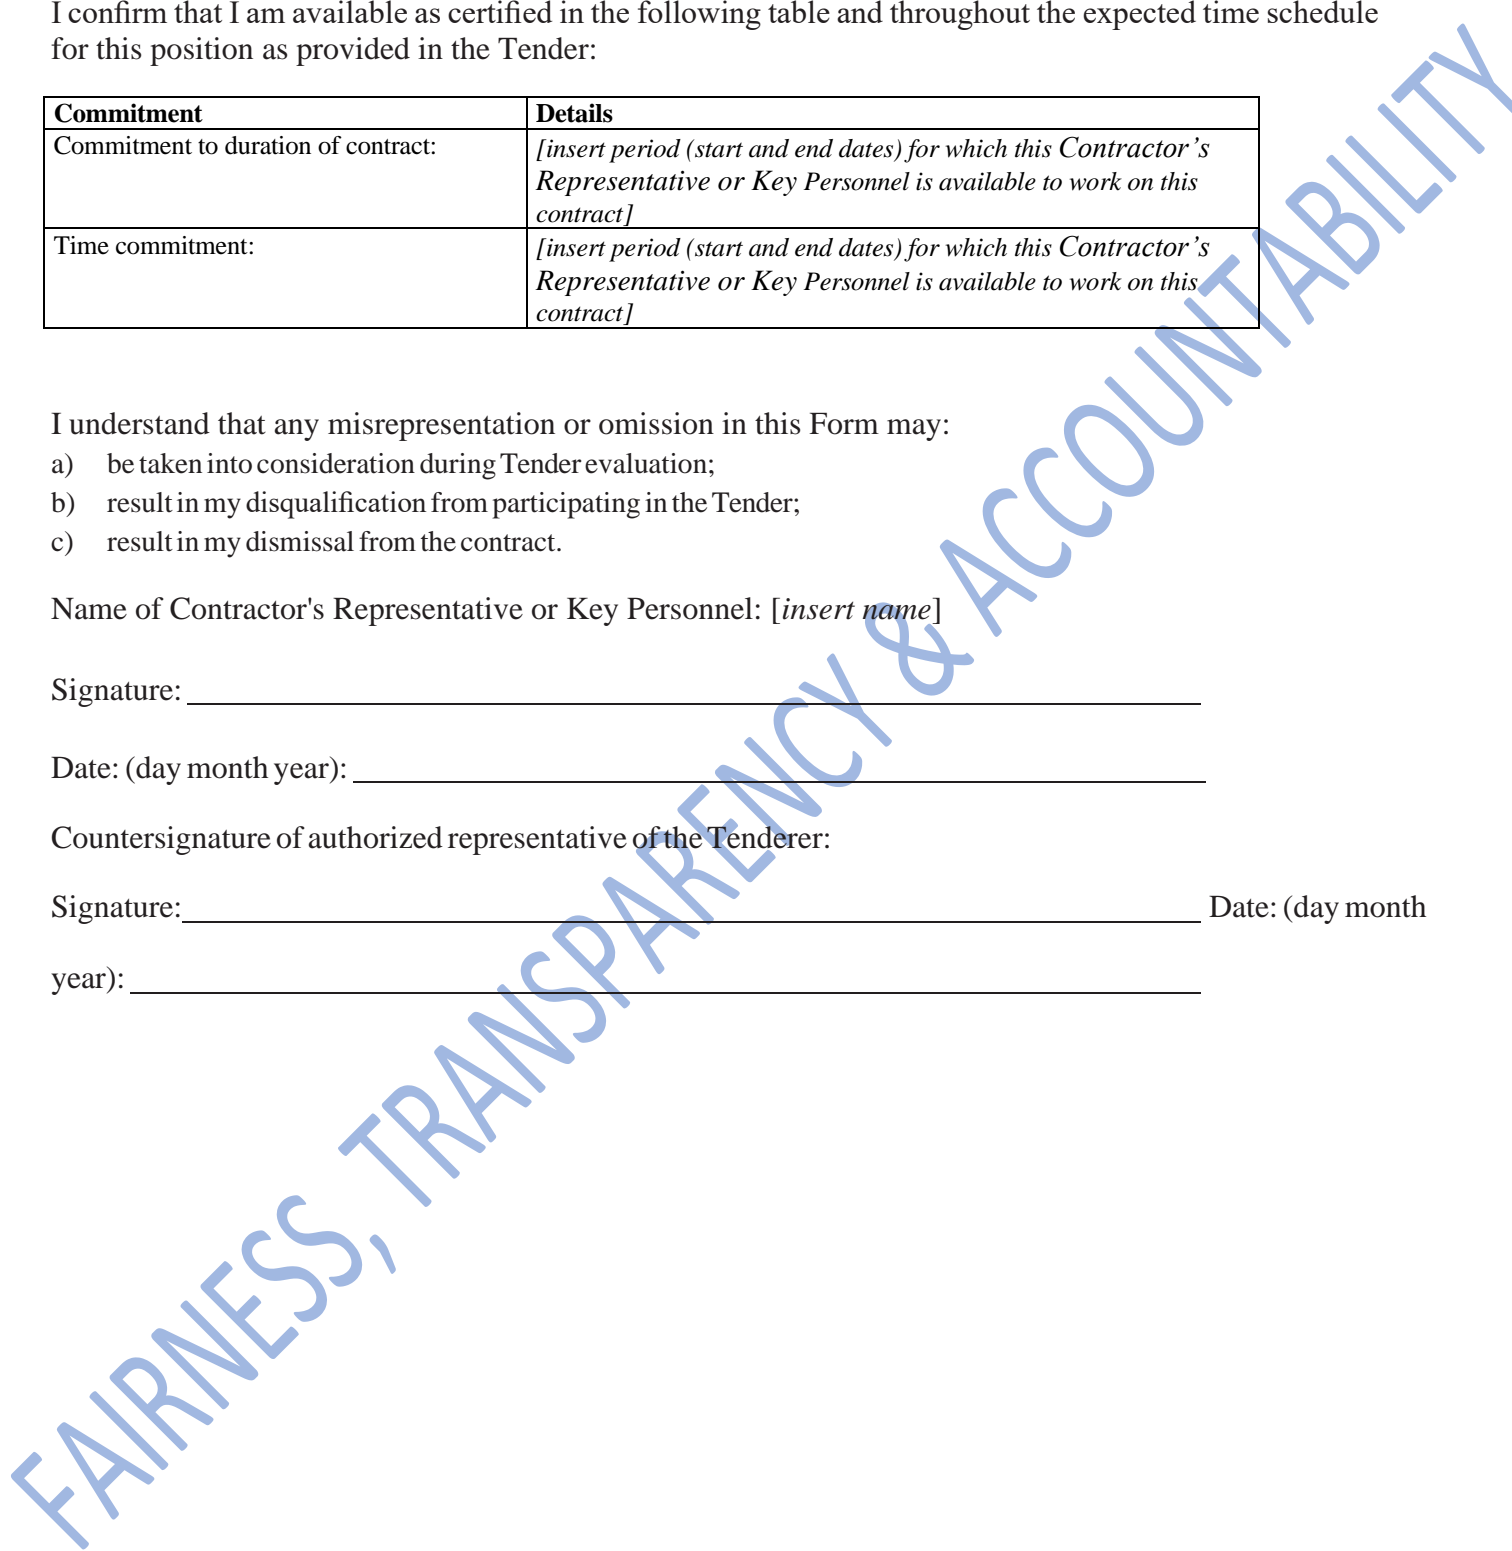 I confirm that I am available as certified in the following table and throughout the expected time schedule
for this position as provided in the Tender:
Commitment Details
Commitment to duration of contract: [insert period (start and end dates) for which this Contractor’s
Representative or Key Personnel is available to work on this
contract]
Time commitment: [insert period (start and end dates) for which this Contractor’s
Representative or Key Personnel is available to work on this
contract]
I understand that any misrepresentation or omission in this Form may:
a) be taken into consideration during Tender evaluation;
b) result in my disqualification from participating in the Tender;
c) result in my dismissal from the contract.
Name of Contractor's Representative or Key Personnel: [insert name]
Signature:
Date: (day month year):
Countersignature of authorized representative of the Tenderer:
Signature: Date: (day month
year):
FAIRNESS, TRANSPARENCY & ACCOUNTABILITY